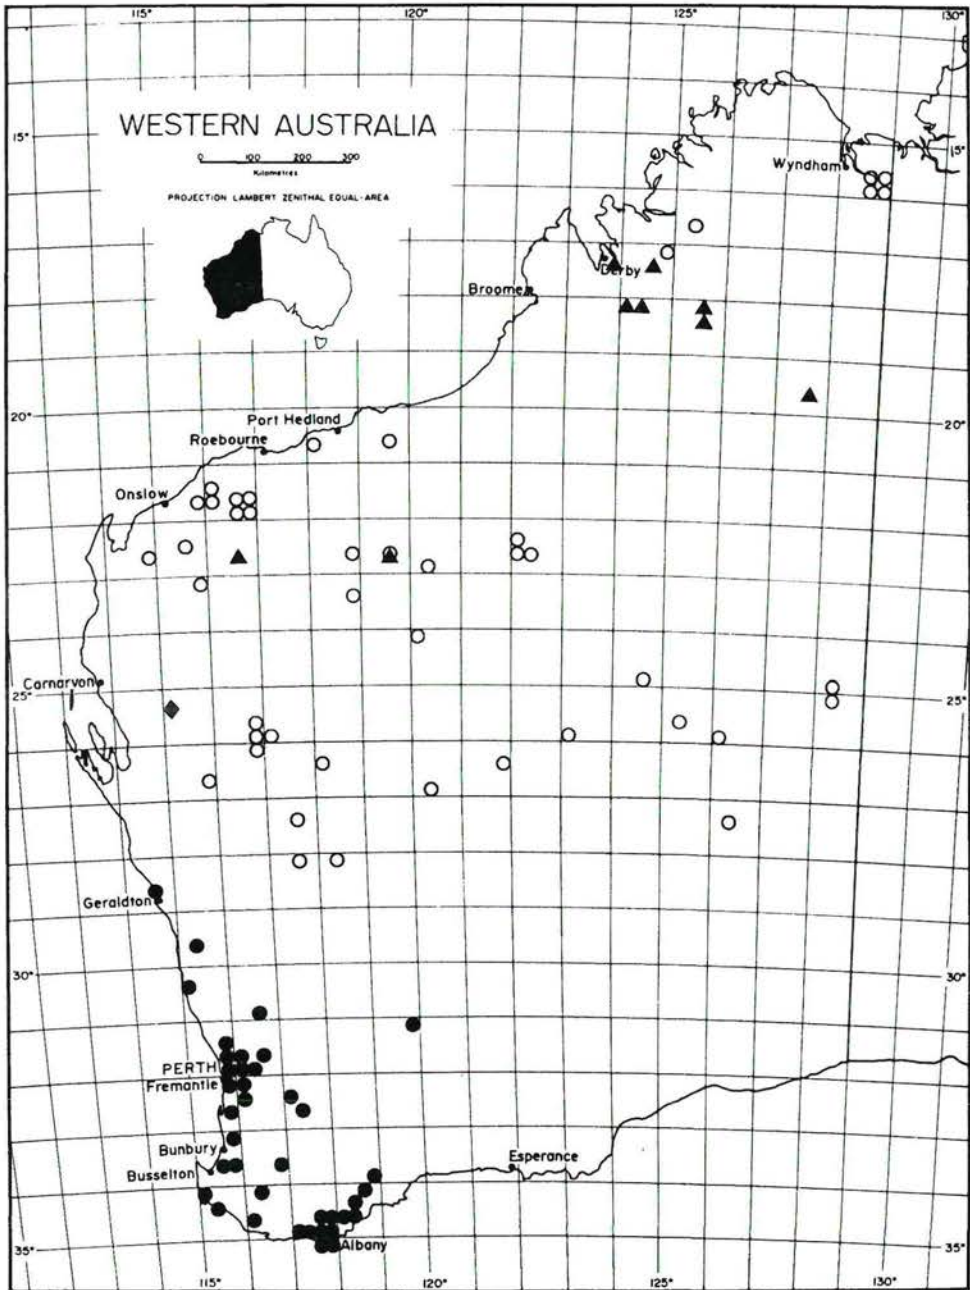 115° 120° 125° 130°
WESTERN AUSTRALIA
0 100 200 300
Kilometres
PROJECTION LAMBERT ZENITHAL EQUAL-AREA
15° 15°
Wyndham
Derby
Broome
20° 20°
Port Hedland
Roebourne
Onslow
Carnarvon
25° 25°
Geraldton
30° 30°
PERTH
Fremantle
Bunbury
Busselton
Esperance
Albany
35° 35°
115° 120° 125° 130°